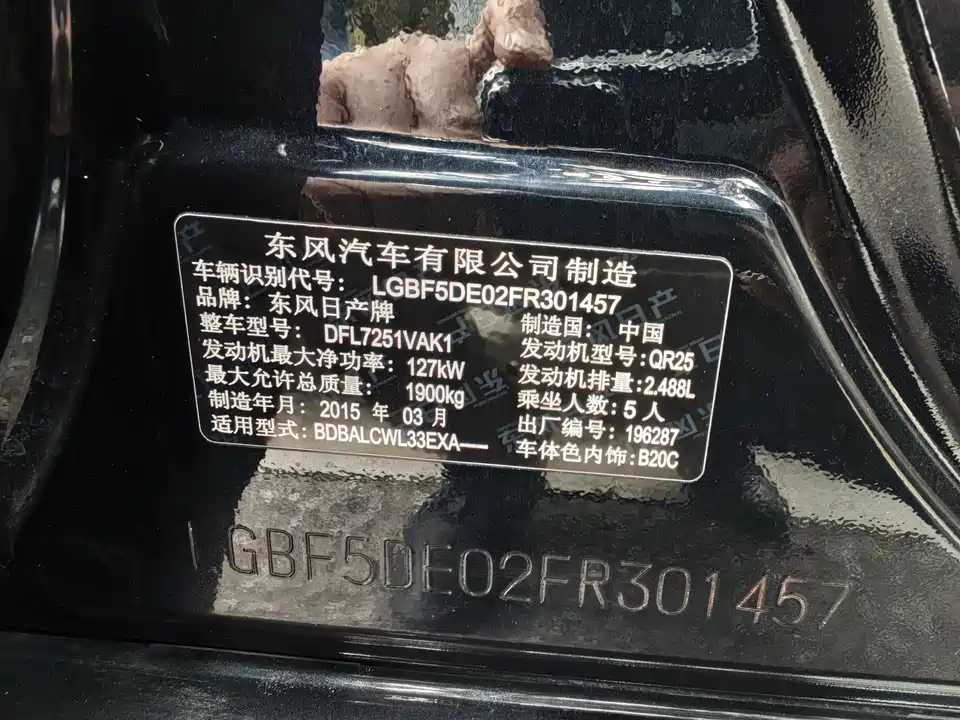 东风汽车有限公司制造
车辆识别代号: LGBF5DE02FR301457
品牌: 东风日产牌 制造国: 中国
整车型号: DFL7251VAK1 发动机型号:QR25
发动机最大净功率: 127kW 发动机排量:2.488L
最大允许总质量: 1900kg 乘坐人数:5人
制造年月: 2015 年 03 月 出厂编号: 196287
适用型式:BDBALCWL33EXA—— 车体色内饰:B20C
LGBF5DE02FR301457